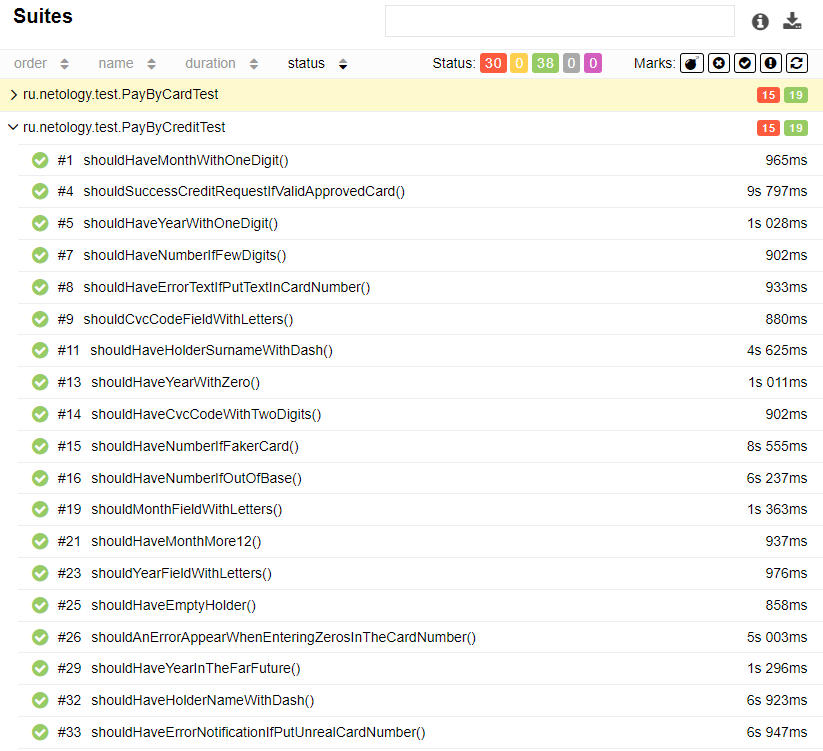 Suites
order name duration status Status: 30 0 38 0 0 Marks:
ru.netology.test.PayByCardTest 15 19
ru.netology.test.PayByCreditTest 15 19
#1 shouldHaveMonthWithOneDigit() 965ms
#4 shouldSuccessCreditRequestIfValidApprovedCard() 9s 797ms
#5 shouldHaveYearWithOneDigit() 1s 028ms
#7 shouldHaveNumberIfFewDigits() 902ms
#8 shouldHaveErrorTextIfPutTextInCardNumber() 933ms
#9 shouldCvcCodeFieldWithLetters() 880ms
#11 shouldHaveHolderSurnameWithDash() 4s 625ms
#13 shouldHaveYearWithZero() 1s 011ms
#14 shouldHaveCvcCodeWithTwoDigits() 902ms
#15 shouldHaveNumberIfFakerCard() 8s 555ms
#16 shouldHaveNumberIfOutOfBase() 6s 237ms
#19 shouldMonthFieldWithLetters() 1s 363ms
#21 shouldHaveMonthMore12() 937ms
#23 shouldYearFieldWithLetters() 976ms
#25 shouldHaveEmptyHolder() 858ms
#26 shouldAnErrorAppearWhenEnteringZerosInTheCardNumber() 5s 003ms
#29 shouldHaveYearInTheFarFuture() 1s 296ms
#32 shouldHaveHolderNameWithDash() 6s 923ms
#33 shouldHaveErrorNotificationIfPutUnrealCardNumber() 6s 947ms